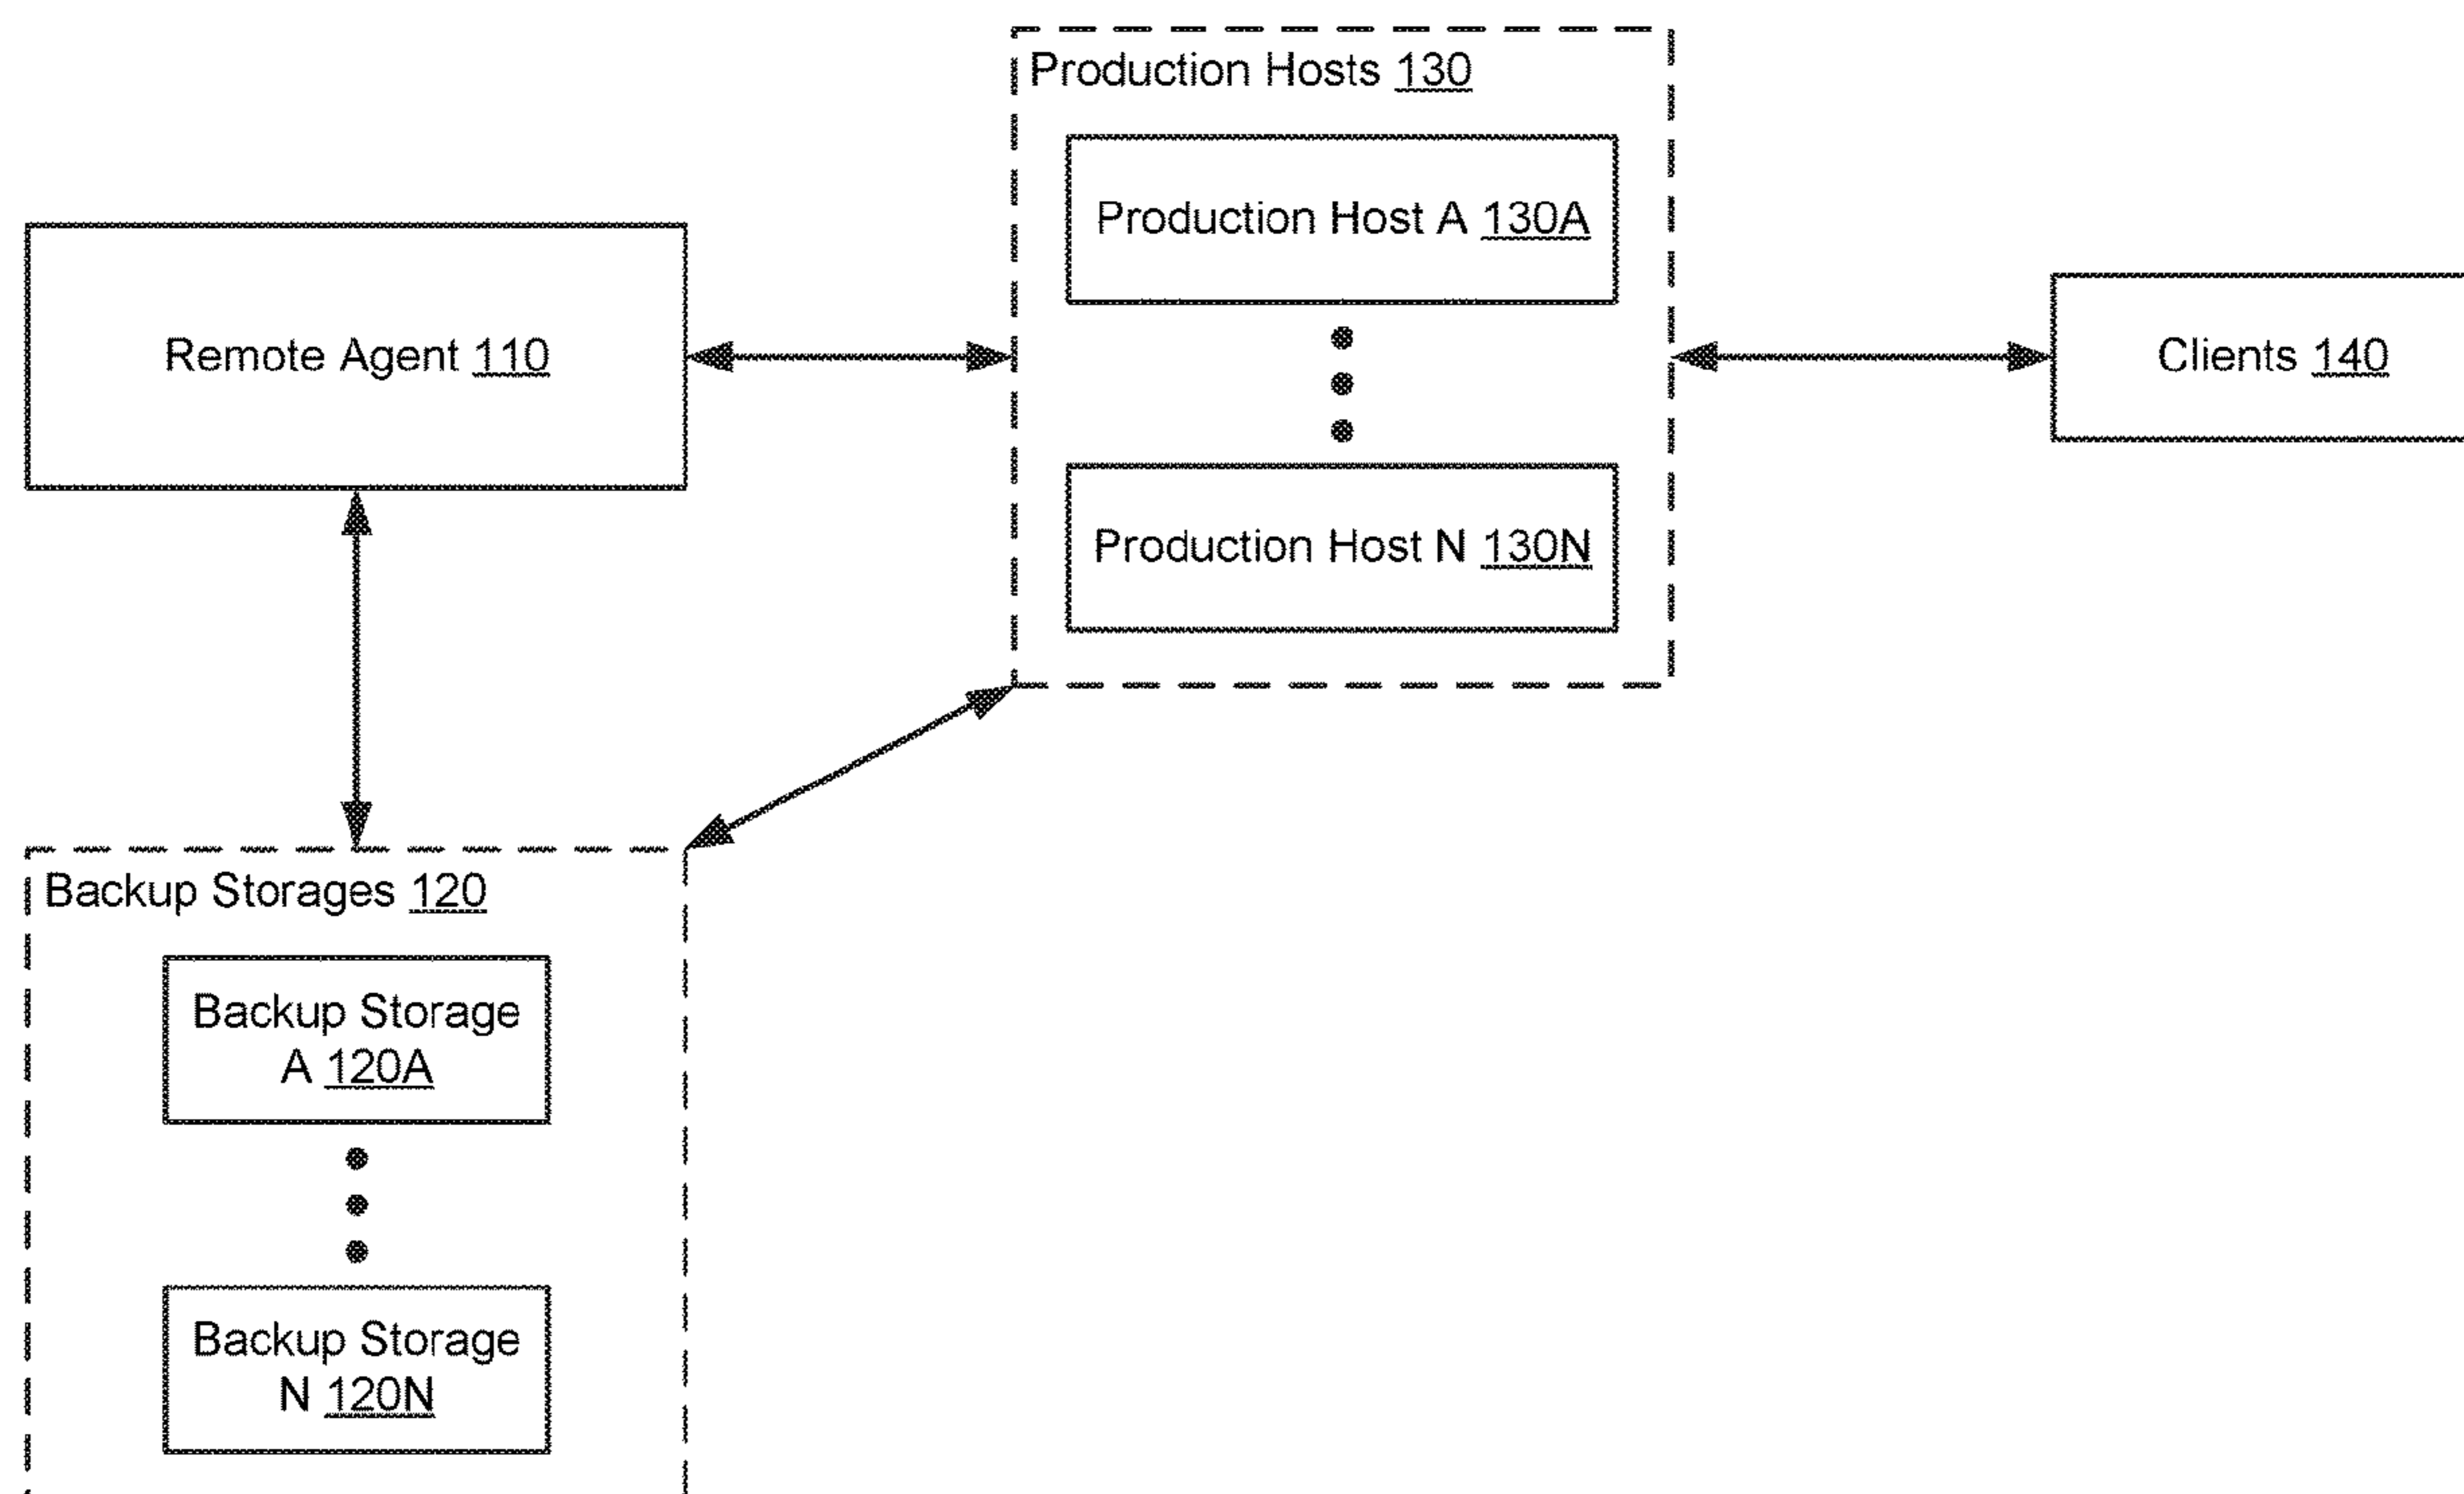 Production Hosts 130
Production Host A 130A
Remote Agent 110
Clients 140
Production Host N 130N
Backup Storages 120
Backup Storage
A 120A
Backup Storage
N 120N